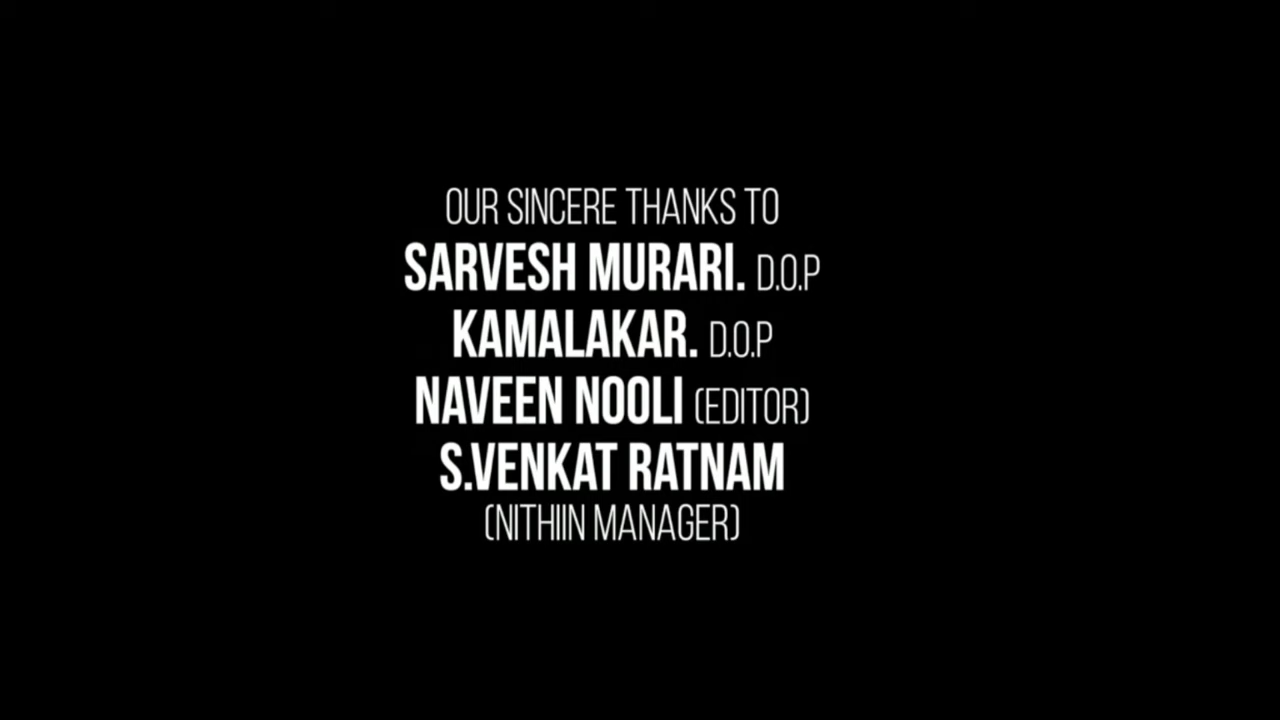 OUR SINCERE THANKS TO
SARVESH MURARI. D.O.P
KAMALAKAR. D.O.P
NAVEEN NOOLI (EDITOR)
S.VENKAT RATNAM
(NITHIIN MANAGER)